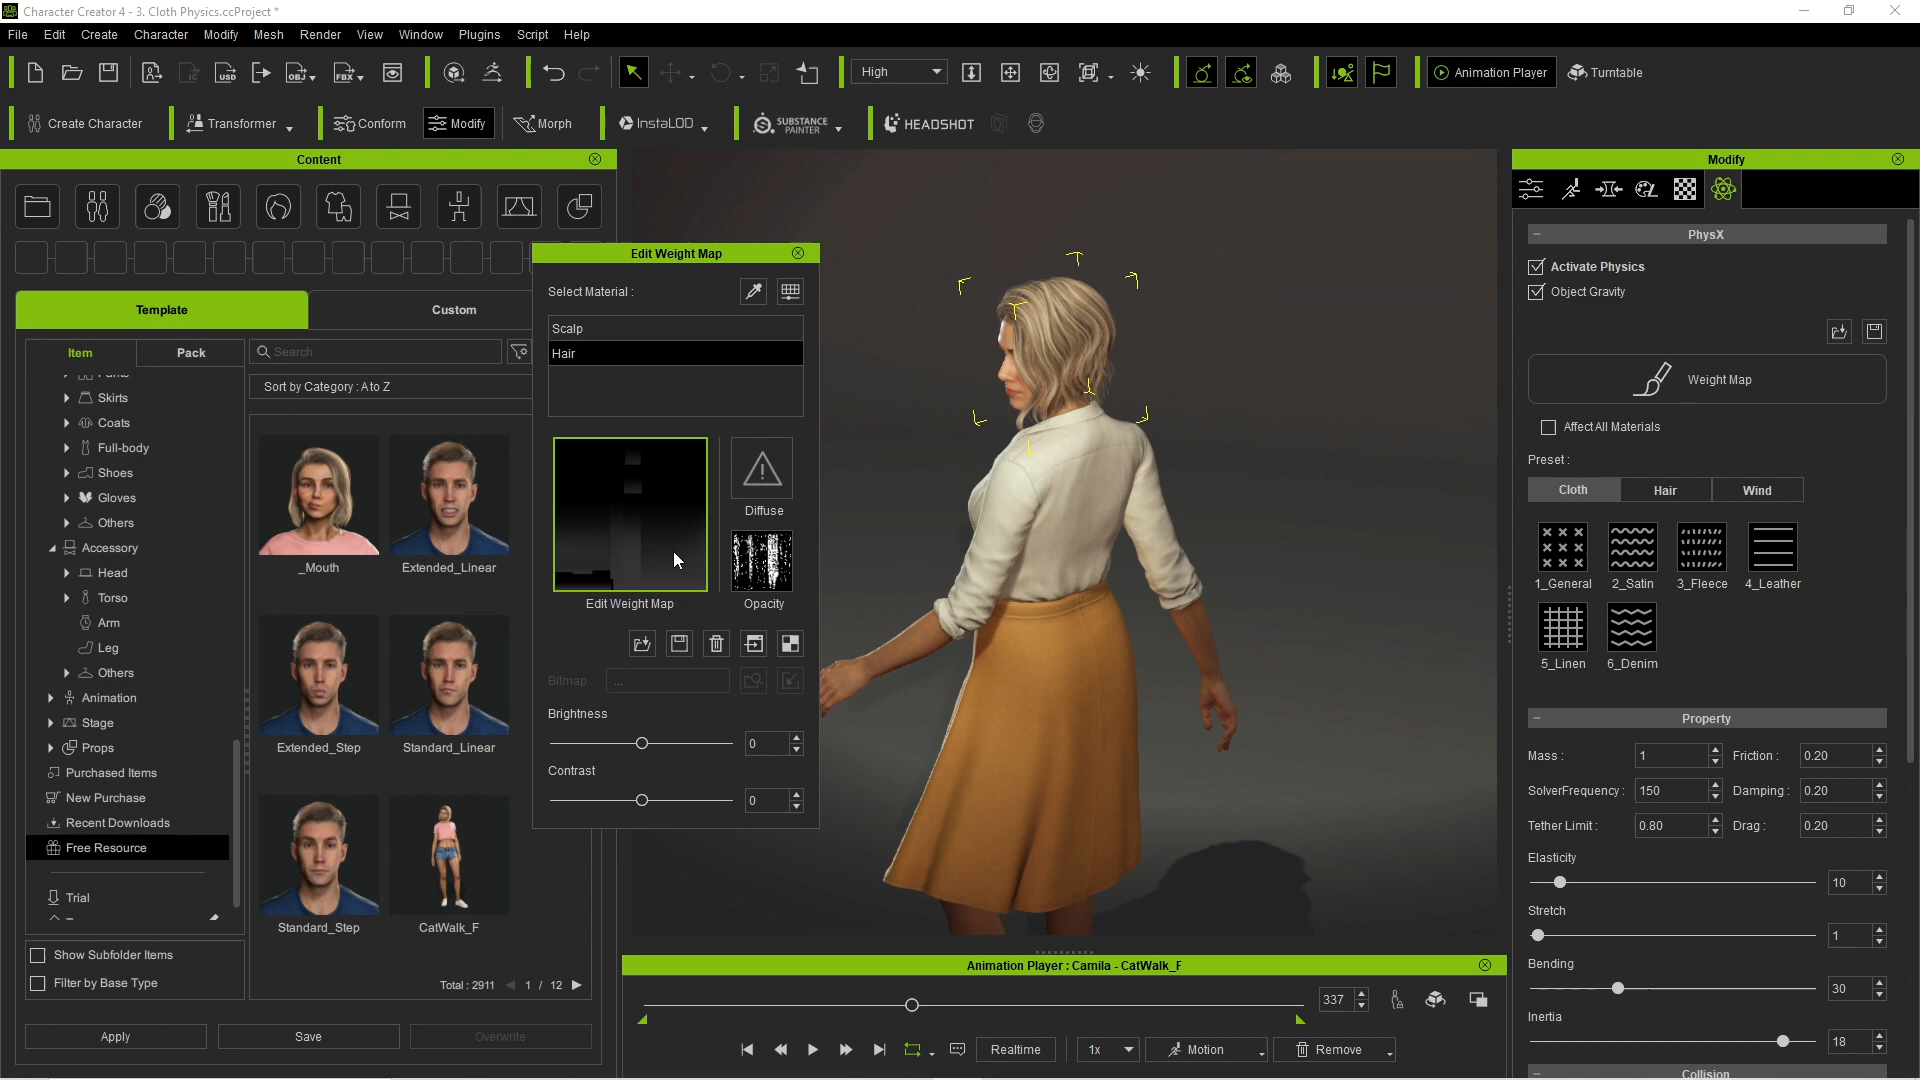 Character Creator 4 - 3. Cloth Physics.ccProject *
File Edit Create Character Modify Mesh Render View Window Plugins Script Help
High Animation Player Turntable
Create Character Transformer Conform Modify Morph InstaLOD SUBSTANCE PAINTER HEADSHOT
Content
Template Custom
Item Pack Search
Sort by Category : A to Z
Skirts
Coats
Full-body
Shoes
Gloves
Others
Accessory
Head
Torso
Arm
Leg
Others
Animation
Stage
Props
Purchased Items
New Purchase
Recent Downloads
Free Resource
Trial
_Mouth Extended_Linear
Extended_Step Standard_Linear
Standard_Step CatWalk_F
Show Subfolder Items
Filter by Base Type
Total : 2911 1 / 12
Apply Save Overwrite
Edit Weight Map
Select Material :
Scalp
Hair
Diffuse
Edit Weight Map Opacity
Bitmap : ...
Brightness
0
Contrast
0
Animation Player : Camila - CatWalk_F
337
Realtime 1x Motion Remove
Modify
PhysX
Activate Physics
Object Gravity
Weight Map
Affect All Materials
Preset :
Cloth Hair Wind
1_General 2_Satin 3_Fleece 4_Leather
5_Linen 6_Denim
Property
Mass : 1 Friction : 0.20
SolverFrequency : 150 Damping : 0.20
Tether Limit : 0.80 Drag : 0.20
Elasticity
10
Stretch
1
Bending
30
Inertia
18
Collision